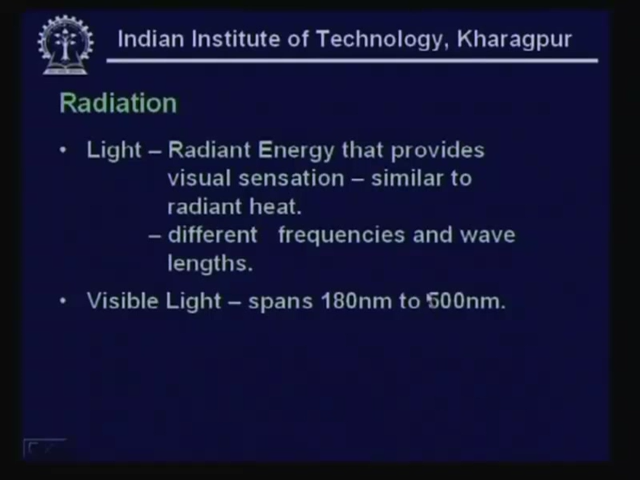 Indian Institute of Technology, Kharagpur
Radiation
• Light – Radiant Energy that provides
visual sensation – similar to
radiant heat.
– different frequencies and wave
lengths.
• Visible Light – spans 180nm to 500nm.